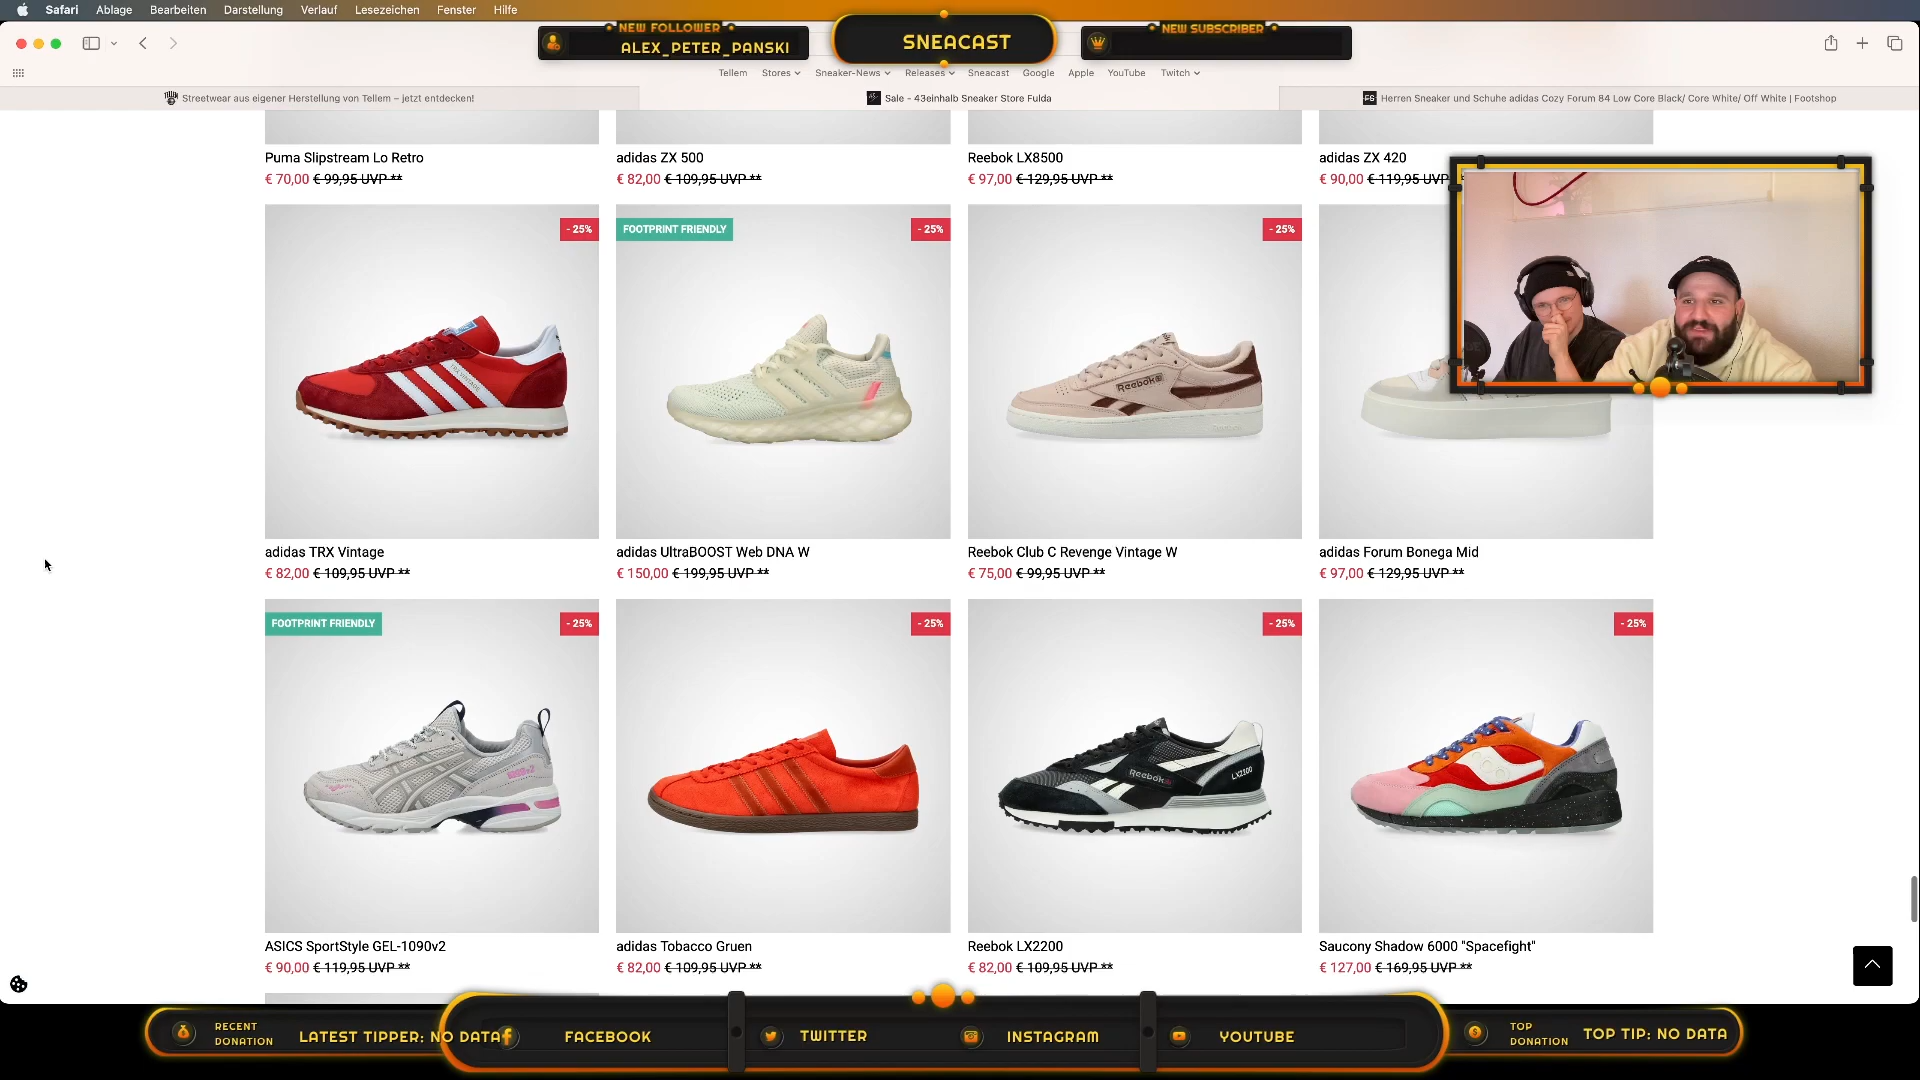 Safari Ablage Bearbeiten Darstellung Verlauf Lesezeichen Fenster Hilfe
NEW FOLLOWER
ALEX_PETER_PANSKI
SNEACAST
NEW SUBSCRIBER
Tellem Stores Sneaker-News Releases Sneacast Google Apple YouTube Twitch
Streetwear aus eigener Herstellung von Tellem – jetzt entdecken!
Sale - 43einhalb Sneaker Store Fulda
Herren Sneaker und Schuhe adidas Cozy Forum 84 Low Core Black/ Core White/ Off White | Footshop
Puma Slipstream Lo Retro
€ 70,00 € 99,95 UVP **
adidas ZX 500
€ 82,00 € 109,95 UVP **
Reebok LX8500
€ 97,00 € 129,95 UVP **
adidas ZX 420
€ 90,00 € 119,95 UVP
- 25%
FOOTPRINT FRIENDLY
- 25%
- 25%
adidas TRX Vintage
€ 82,00 € 109,95 UVP **
adidas UltraBOOST Web DNA W
€ 150,00 € 199,95 UVP **
Reebok Club C Revenge Vintage W
€ 75,00 € 99,95 UVP **
adidas Forum Bonega Mid
€ 97,00 € 129,95 UVP **
FOOTPRINT FRIENDLY
- 25%
- 25%
- 25%
- 25%
ASICS SportStyle GEL-1090v2
€ 90,00 € 119,95 UVP **
adidas Tobacco Gruen
€ 82,00 € 109,95 UVP **
Reebok LX2200
€ 82,00 € 109,95 UVP **
Saucony Shadow 6000 "Spacefight"
€ 127,00 € 169,95 UVP **
RECENT
DONATION
LATEST TIPPER: NO DATA
FACEBOOK
TWITTER
INSTAGRAM
YOUTUBE
TOP
DONATION
TOP TIP: NO DATA